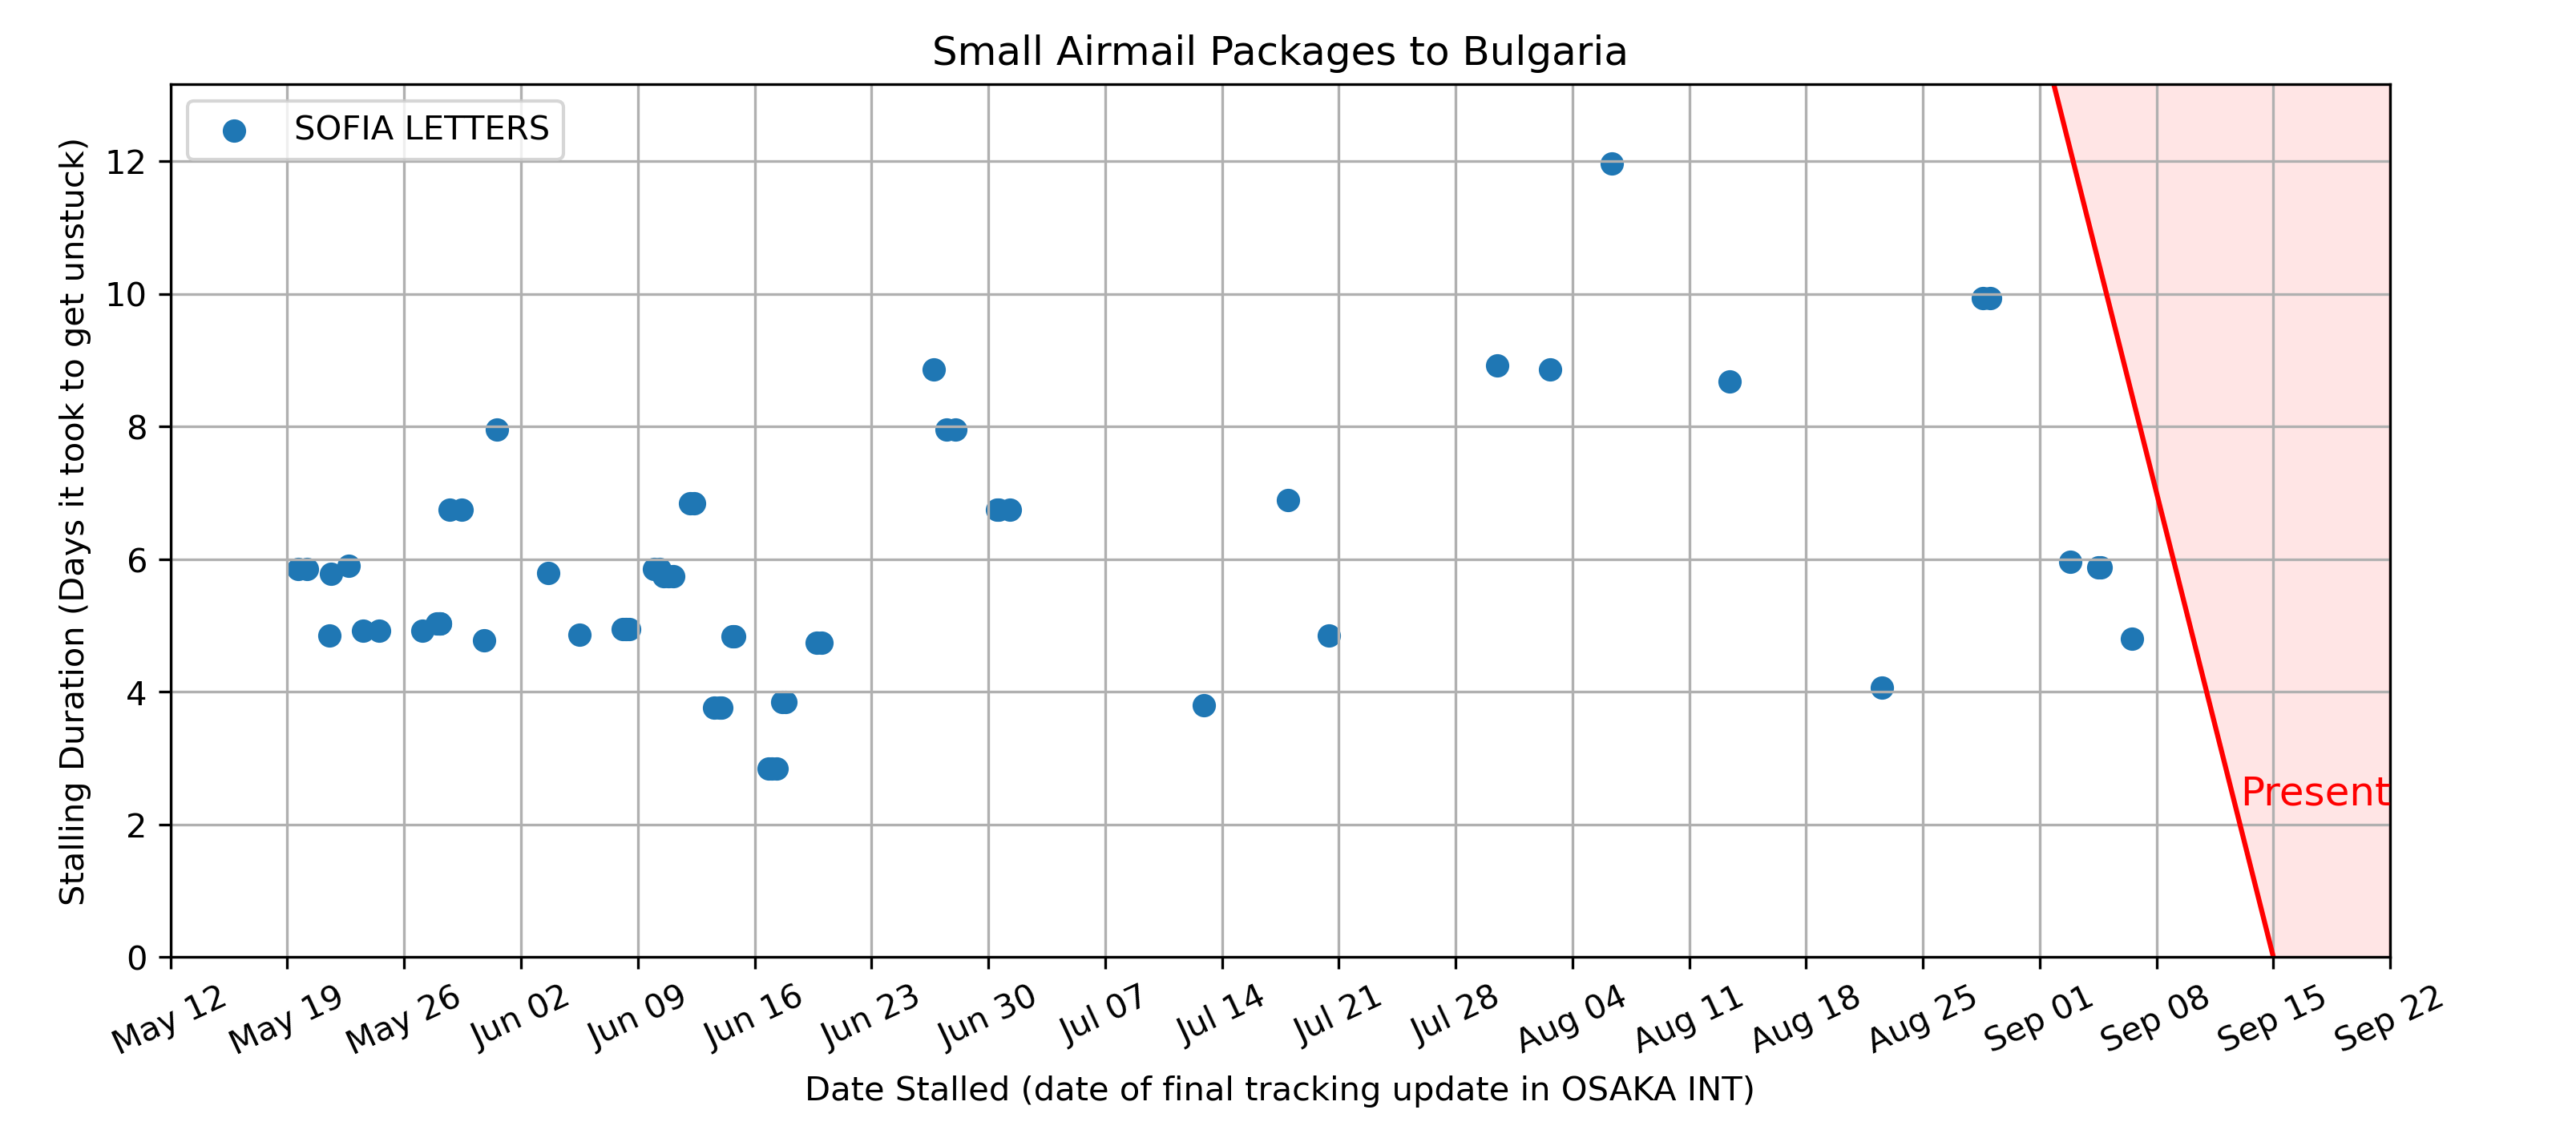 Small Airmail Packages to Bulgaria
SOFIA LETTERS
Stalling Duration (Days it took to get unstuck)
12
10
8
6
4
2
0
Present
May 12
May 19
May 26
Jun 02
Jun 09
Jun 16
Jun 23
Jun 30
Jul 07
Jul 14
Jul 21
Jul 28
Aug 04
Aug 11
Aug 18
Aug 25
Sep 01
Sep 08
Sep 15
Sep 22
Date Stalled (date of final tracking update in OSAKA INT)